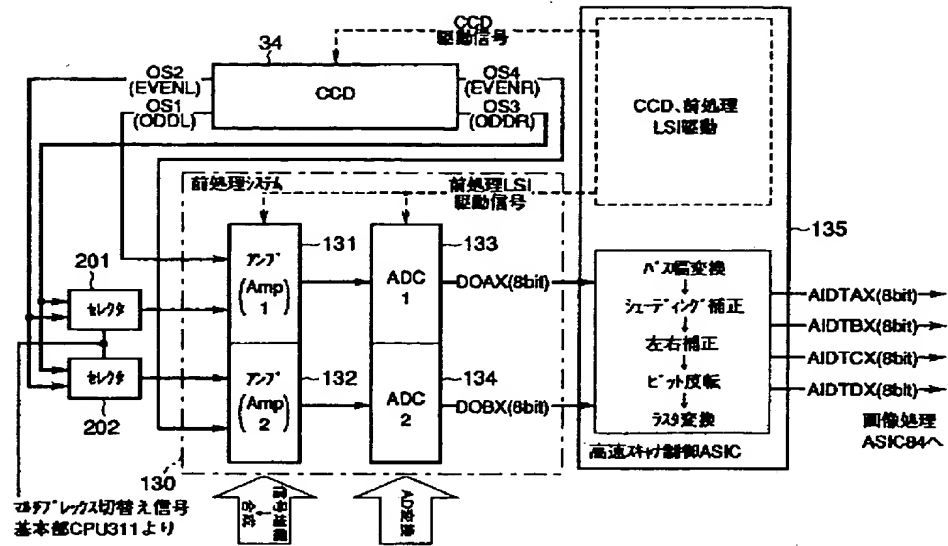 CCD
駆動信号
34
OS2
(EVENL)
OS1
(ODDL)
CCD
OS4
(EVENR)
OS3
(ODDR)
CCD、前処理
LSI駆動
前処理システム
前処理LSI
駆動信号
135
201
セレクタ
セレクタ
202
アンプ
(Amp 1)
131
アンプ
(Amp 2)
132
ADC
1
133
ADC
2
134
DOAX(8bit)
DOBX(8bit)
バス幅変換
シェーディング補正
左右補正
ビット反転
ラスタ変換
高速スキャナ制御ASIC
AIDTAX(8bit)
AIDTBX(8bit)
AIDTCX(8bit)
AIDTDX(8bit)
画像処理
ASIC84へ
130
マルチプレックス切替え信号
基本部CPU311より
信号増幅
合成
AD変換